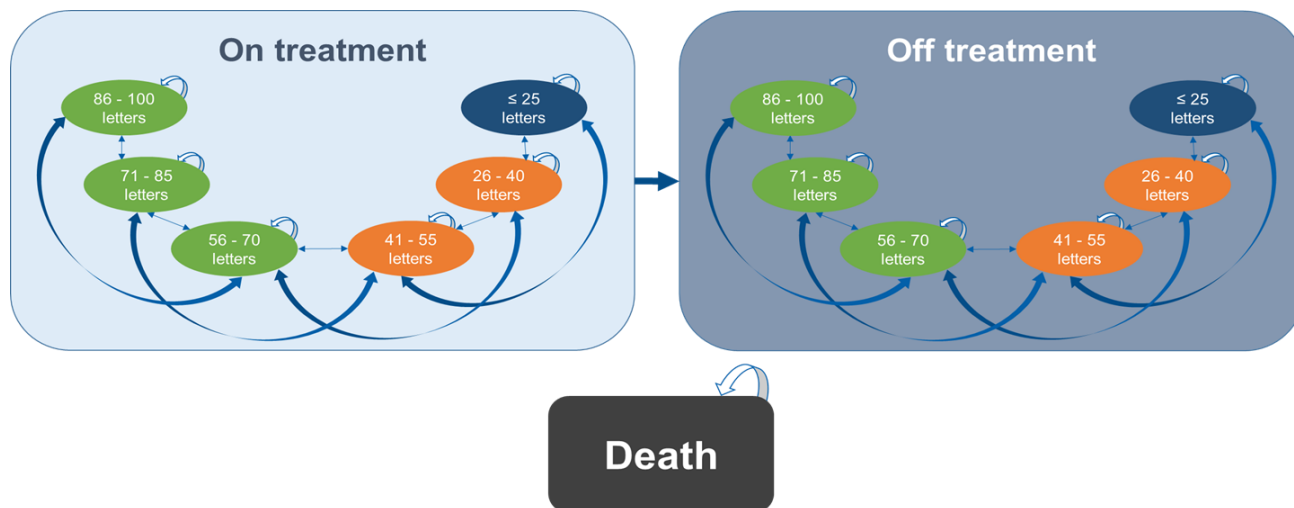 On treatment
86 - 100
letters
≤ 25
letters
71 - 85
letters
26 - 40
letters
56 - 70
letters
41 - 55
letters
Off treatment
86 - 100
letters
≤ 25
letters
71 - 85
letters
26 - 40
letters
56 - 70
letters
41 - 55
letters
Death